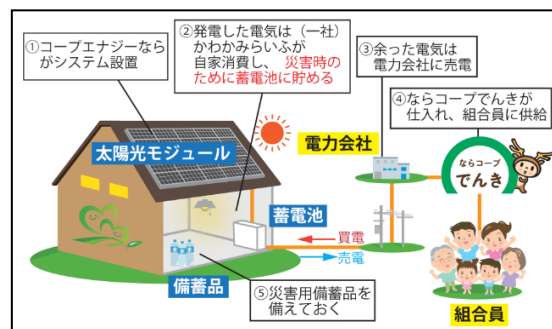 ①コープエナジーなら
がシステム設置
②発電した電気は（一社）
かわかみらいふが
自家消費し、災害時の
ために蓄電池に貯める
③余った電気は
電力会社に売電
④ならコープでんきが
仕入れ、組合員に供給
太陽光モジュール
電力会社
ならコープ
でんき
蓄電池
買電
売電
備蓄品
⑤災害用備蓄品を
備えておく
組合員